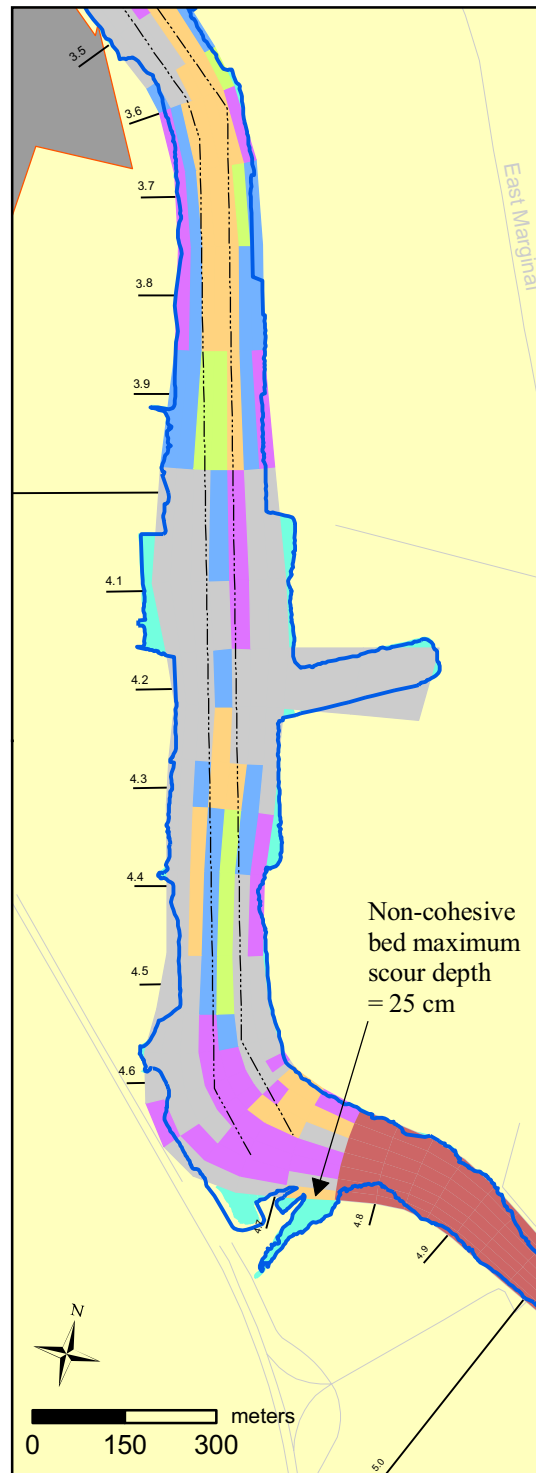 3.5
3.6
East Marginal
3.7
3.8
3.9
4.1
4.2
4.3
4.4
Non-cohesive
bed maximum
scour depth
= 25 cm
4.5
4.6
4.7
4.8
4.9
N
meters
0 150 300
5.0